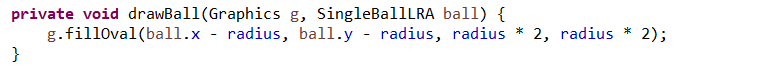 private void drawBall(Graphics g, SingleBallLRA ball) {
    g.fillOval(ball.x - radius, ball.y - radius, radius * 2, radius * 2);
}